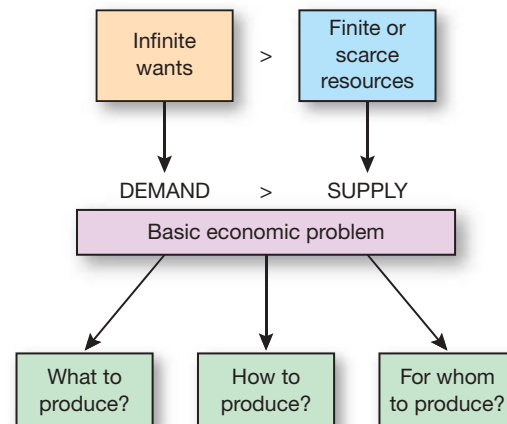 Infinite
wants
>
Finite or
scarce
resources
DEMAND > SUPPLY
Basic economic problem
What to
produce?
How to
produce?
For whom
to produce?